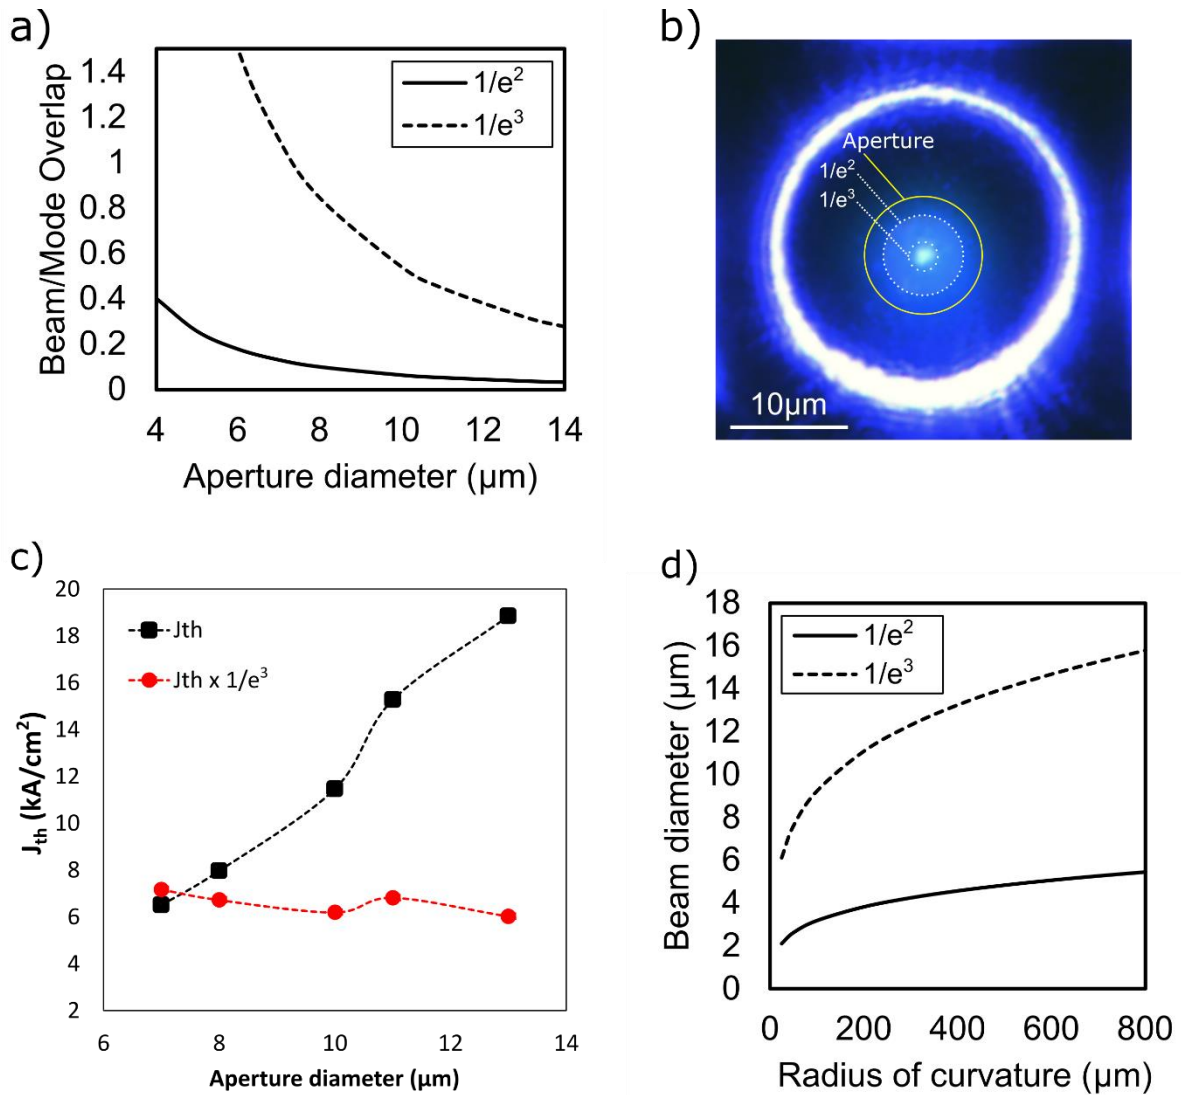 a)
1.4
1.2
1
0.8
0.6
0.4
0.2
0
4 6 8 10 12 14
Beam/Mode Overlap
Aperture diameter (µm)
1/e²
1/e³
b)
Aperture
1/e²
1/e³
10µm
c)
20
18
16
14
12
10
8
6
4
2
6 8 10 12 14
J_th (kA/cm²)
Aperture diameter (µm)
Jth
Jth x 1/e³
d)
18
16
14
12
10
8
6
4
2
0
0 200 400 600 800
Beam diameter (µm)
Radius of curvature (µm)
1/e²
1/e³